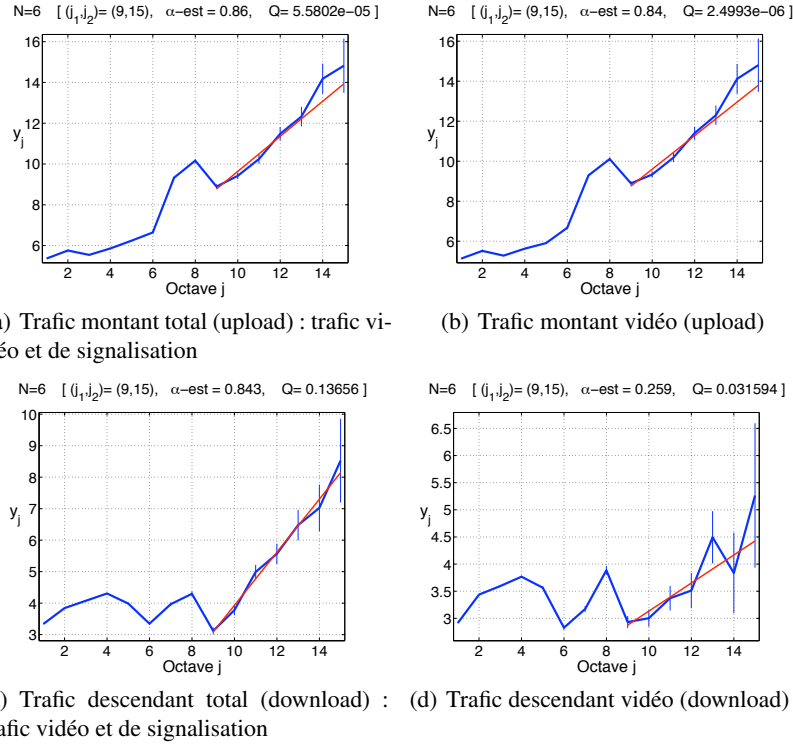 N=6 [ (j1,j2)= (9,15), α−est = 0.86, Q= 5.5802e−05 ]
N=6 [ (j1,j2)= (9,15), α−est = 0.84, Q= 2.4993e−06 ]
16
14
12
10
8
6
yj
2 4 6 8 10 12 14
Octave j
16
14
12
10
8
6
yj
2 4 6 8 10 12 14
Octave j
) Trafic montant total (upload) : trafic vi-
éo et de signalisation
(b) Trafic montant vidéo (upload)
N=6 [ (j1,j2)= (9,15), α−est = 0.843, Q= 0.13656 ]
N=6 [ (j1,j2)= (9,15), α−est = 0.259, Q= 0.031594 ]
10
9
8
7
6
5
4
3
yj
2 4 6 8 10 12 14
Octave j
6.5
6
5.5
5
4.5
4
3.5
3
yj
2 4 6 8 10 12 14
Octave j
) Trafic descendant total (download) :
afic vidéo et de signalisation
(d) Trafic descendant vidéo (download)